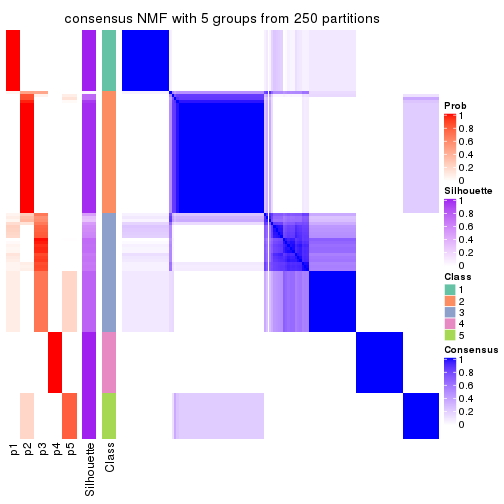 consensus NMF with 5 groups from 250 partitions
Prob
1
0.8
0.6
0.4
0.2
0
Silhouette
1
0.8
0.6
0.4
0.2
0
Class
1
2
3
4
5
Consensus
1
0.8
0.6
0.4
0.2
0
p1
p2
p3
p4
p5
Silhouette
Class